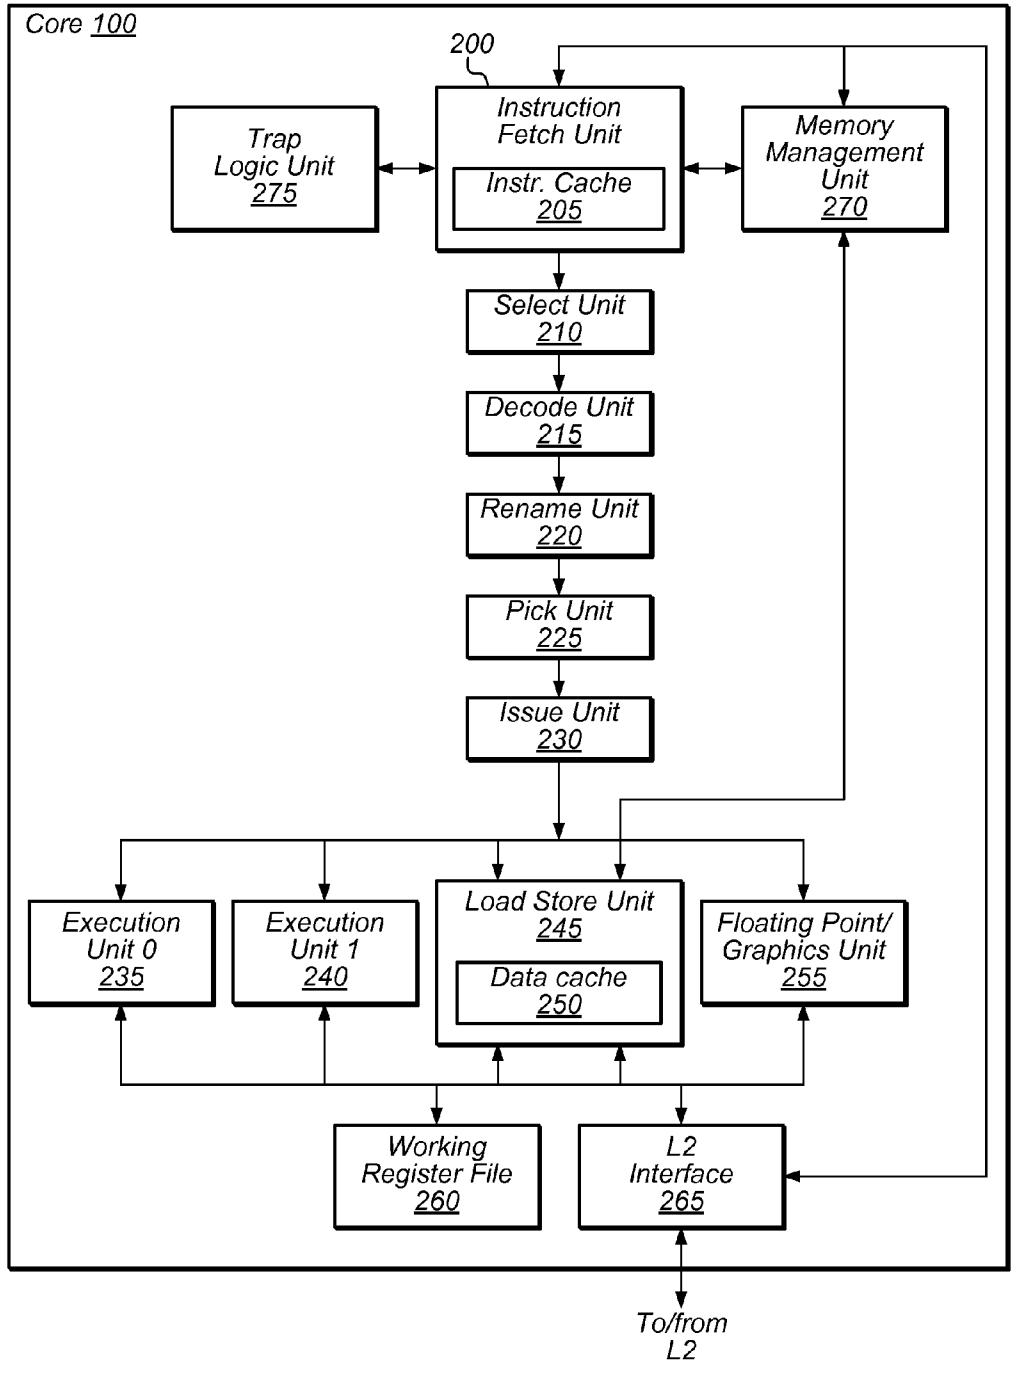 Core 100
200
Instruction
Fetch Unit
Instr. Cache
205
Trap
Logic Unit
275
Memory
Management
Unit
270
Select Unit
210
Decode Unit
215
Rename Unit
220
Pick Unit
225
Issue Unit
230
Execution
Unit 0
235
Execution
Unit 1
240
Load Store Unit
245
Data cache
250
Floating Point/
Graphics Unit
255
Working
Register File
260
L2
Interface
265
To/from
L2